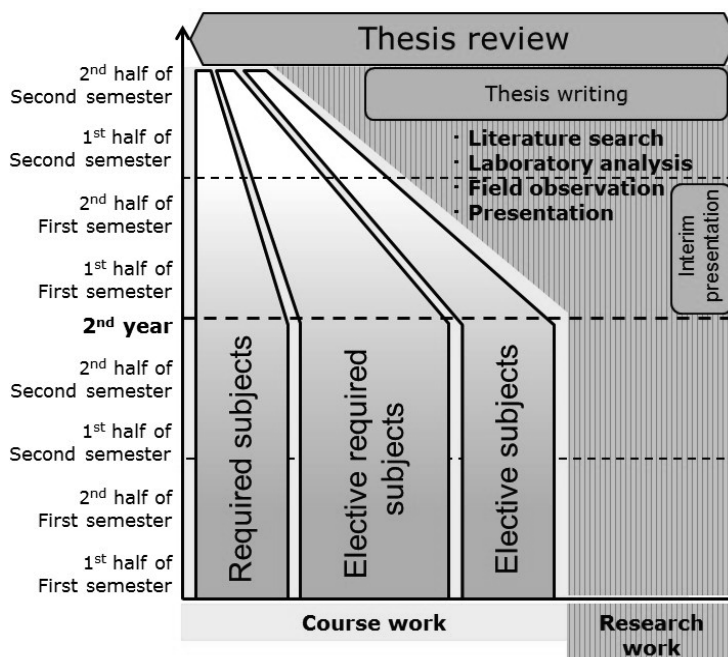 Thesis review
2nd half of
Second semester
Thesis writing
1st half of
Second semester
· Literature search
· Laboratory analysis
· Field observation
· Presentation
2nd half of
First semester
Interim
presentation
1st half of
First semester
2nd year
2nd half of
Second semester
1st half of
Second semester
2nd half of
First semester
1st half of
First semester
Required subjects
Elective required
subjects
Elective subjects
Course work
Research
work